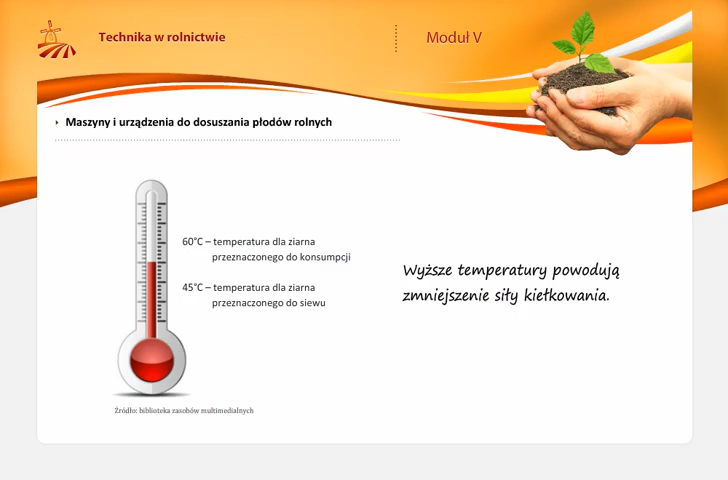 Technika w rolnictwie
Moduł V
Maszyny i urządzenia do dosuszania płodów rolnych
60°C – temperatura dla ziarna
przeznaczonego do konsumpcji
45°C – temperatura dla ziarna
przeznaczonego do siewu
Wyższe temperatury powodują
zmniejszenie siły kiełkowania.
Źródło: biblioteka zasobów multimedialnych